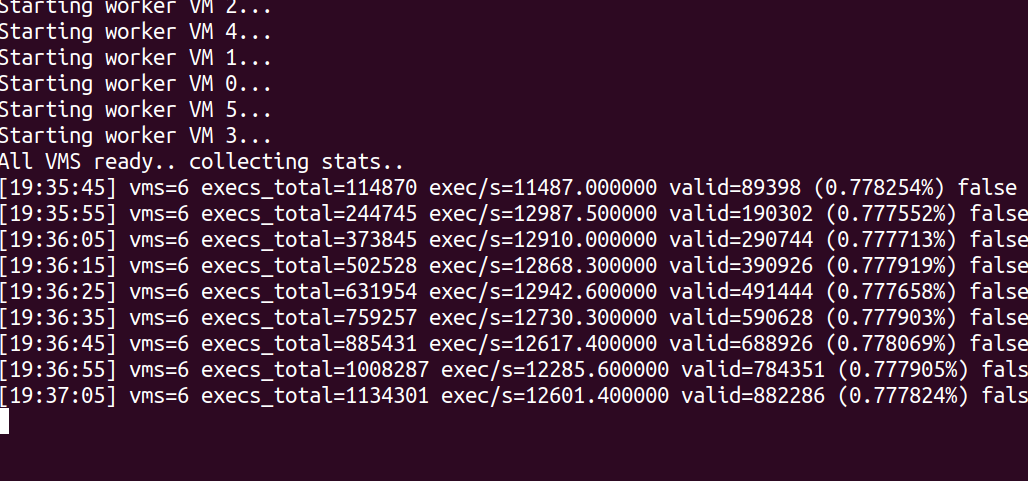 Starting worker VM 2...
Starting worker VM 4...
Starting worker VM 1...
Starting worker VM 0...
Starting worker VM 5...
Starting worker VM 3...
All VMS ready.. collecting stats..
[19:35:45] vms=6 execs_total=114870 exec/s=11487.000000 valid=89398 (0.778254%) false
[19:35:55] vms=6 execs_total=244745 exec/s=12987.500000 valid=190302 (0.777552%) false
[19:36:05] vms=6 execs_total=373845 exec/s=12910.000000 valid=290744 (0.777713%) false
[19:36:15] vms=6 execs_total=502528 exec/s=12868.300000 valid=390926 (0.777919%) false
[19:36:25] vms=6 execs_total=631954 exec/s=12942.600000 valid=491444 (0.777658%) false
[19:36:35] vms=6 execs_total=759257 exec/s=12730.300000 valid=590628 (0.777903%) false
[19:36:45] vms=6 execs_total=885431 exec/s=12617.400000 valid=688926 (0.778069%) false
[19:36:55] vms=6 execs_total=1008287 exec/s=12285.600000 valid=784351 (0.777905%) fals
[19:37:05] vms=6 execs_total=1134301 exec/s=12601.400000 valid=882286 (0.777824%) fals